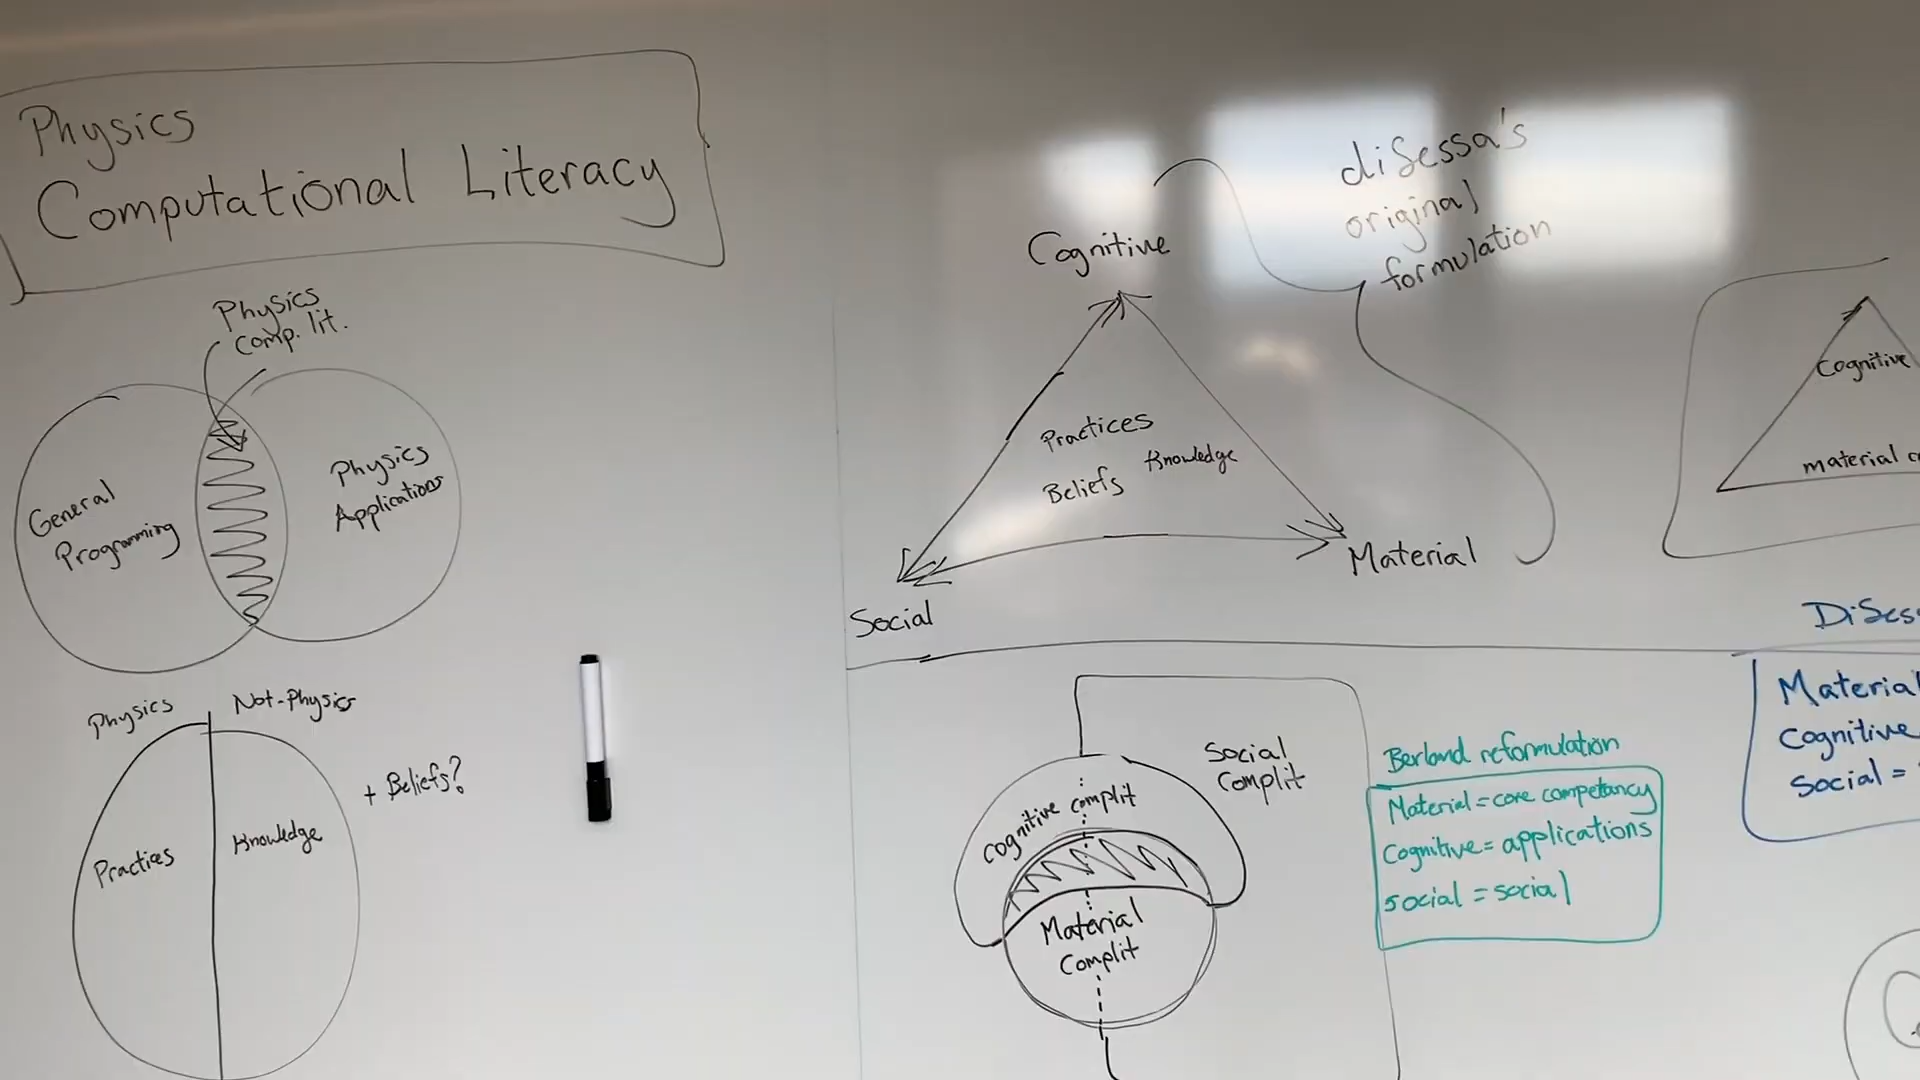 Physics
Computational Literacy
Physics
Comp. lit.
General
Programming
Physics
Applications
Physics
Not-Physics
+ Beliefs?
Practices
Knowledge
diSessa's
original
formulation
Cognitive
Practices
Knowledge
Beliefs
Social
Material
Cognitive
material
Social
Complit
cognitive complit
Material
Complit
Berland reformulation
Material = core competancy
Cognitive = applications
social = social
DiSess
Material
Cognitive
Social =